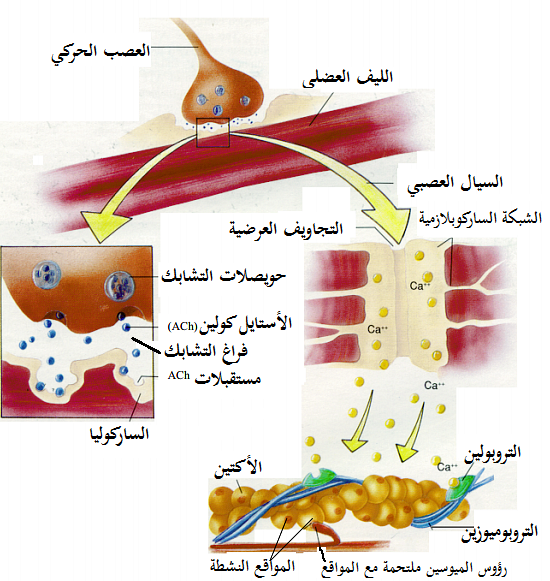 العصب الحركي
الليف العضلى
السيال العصبي
الشبكة الساركوبلازمية
التجاويف العرضية
حويصلات التشابك
الأستايل كولين (ACh)
فراغ التشابك
مستقبلات ACh
الساركوليا
Ca++
Ca++
Ca++
Ca++
التروبولين
الأكتين
التروبوميوزين
المواقع النشطة
رؤوس الميوسين ملتحمة مع المواقع